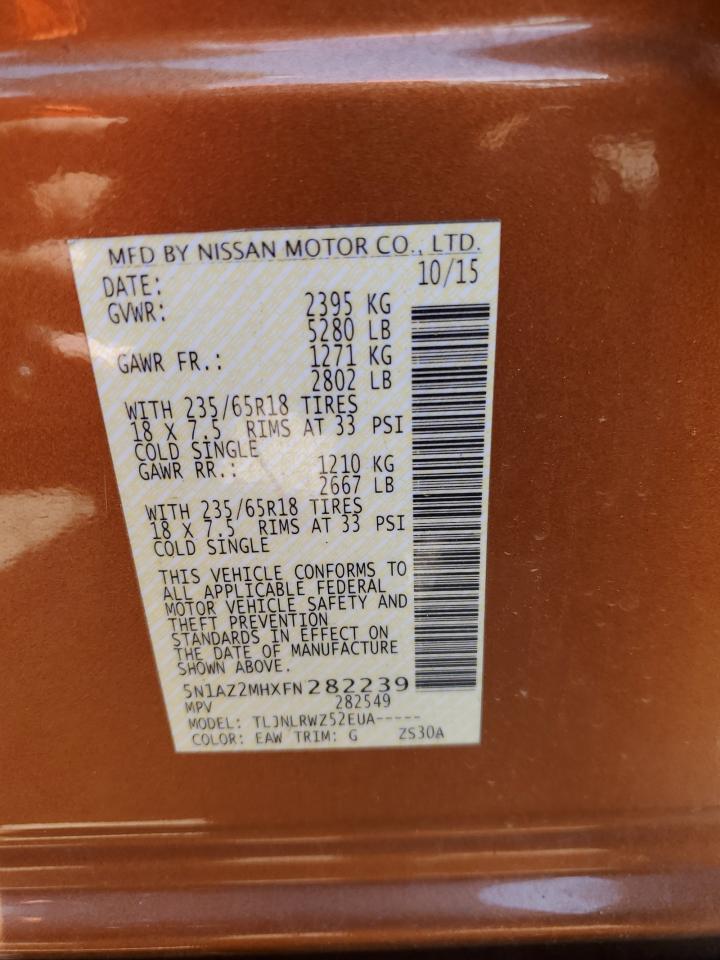 MFD BY NISSAN MOTOR CO., LTD.
DATE: 10/15
GVWR: 2395 KG
5280 LB
GAWR FR.: 1271 KG
2802 LB
WITH 235/65R18 TIRES
18 X 7.5 RIMS AT 33 PSI
COLD SINGLE
GAWR RR.: 1210 KG
2667 LB
WITH 235/65R18 TIRES
18 X 7.5 RIMS AT 33 PSI
COLD SINGLE
THIS VEHICLE CONFORMS TO
ALL APPLICABLE FEDERAL
MOTOR VEHICLE SAFETY AND
THEFT PREVENTION
STANDARDS IN EFFECT ON
THE DATE OF MANUFACTURE
SHOWN ABOVE.
5N1AZ2MHXFN282239
MPV 282549
MODEL: TLJNLRWZ52EUA-----
COLOR: EAW TRIM: G ZS30A